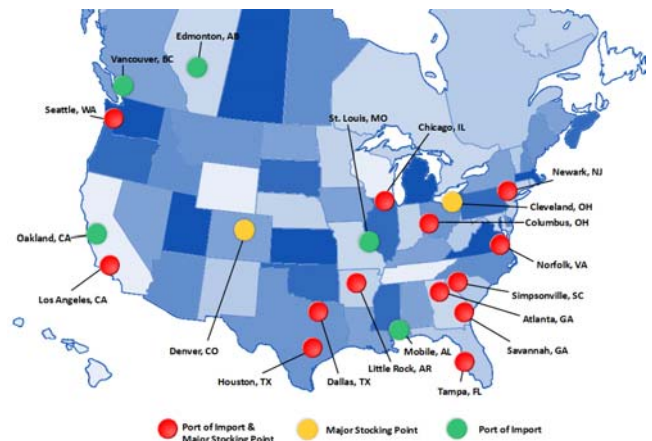 Edmonton, AB
Vancouver, BC
Seattle, WA
St. Louis, MO
Chicago, IL
Newark, NJ
Cleveland, OH
Columbus, OH
Oakland, CA
Norfolk, VA
Los Angeles, CA
Simpsonville, SC
Atlanta, GA
Denver, CO
Mobile, AL
Savannah, GA
Little Rock, AR
Houston, TX
Dallas, TX
Tampa, FL
Port of Import &
Major Stocking Point
Major Stocking Point
Port of Import